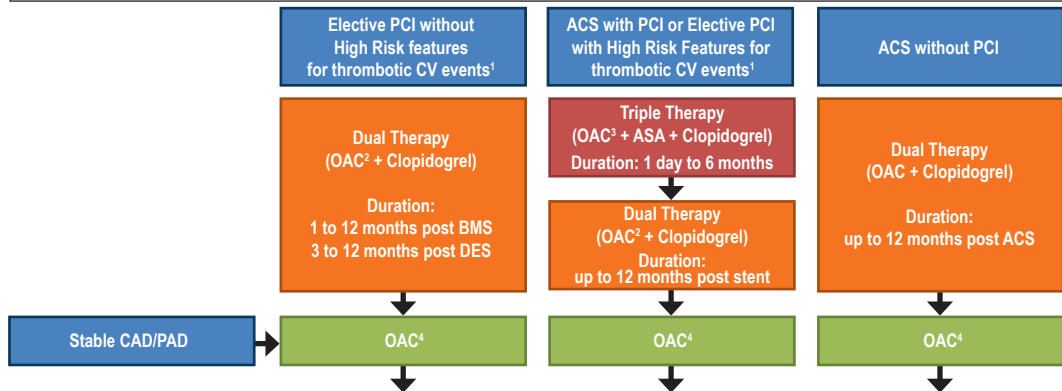 Elective PCI without
High Risk features
for thrombotic CV events¹
ACS with PCI or Elective PCI
with High Risk Features for
thrombotic CV events¹
ACS without PCI
Dual Therapy
(OAC² + Clopidogrel)
Duration:
1 to 12 months post BMS
3 to 12 months post DES
Triple Therapy
(OAC³ + ASA + Clopidogrel)
Duration: 1 day to 6 months
Dual Therapy
(OAC² + Clopidogrel)
Duration:
up to 12 months post stent
Dual Therapy
(OAC + Clopidogrel)
Duration:
up to 12 months post ACS
Stable CAD/PAD
OAC⁴
OAC⁴
OAC⁴